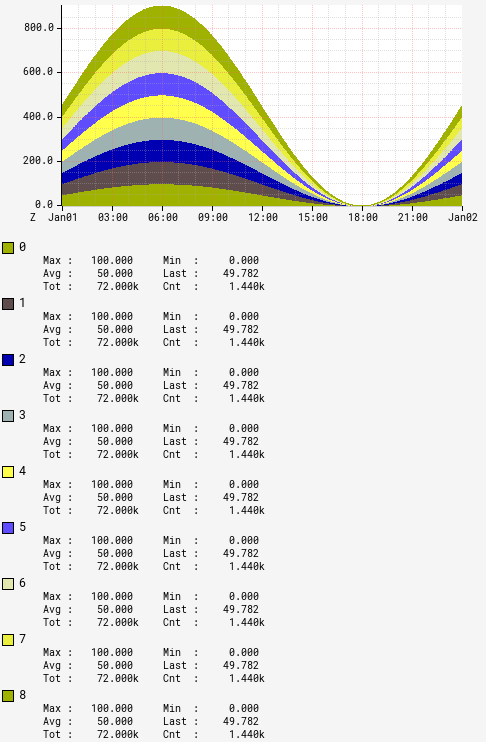 800.0
600.0
400.0
200.0
0.0
Z Jan01 03:00 06:00 09:00 12:00 15:00 18:00 21:00 Jan02
0
Max : 100.000 Min : 0.000
Avg : 50.000 Last : 49.782
Tot : 72.000k Cnt : 1.440k
1
Max : 100.000 Min : 0.000
Avg : 50.000 Last : 49.782
Tot : 72.000k Cnt : 1.440k
2
Max : 100.000 Min : 0.000
Avg : 50.000 Last : 49.782
Tot : 72.000k Cnt : 1.440k
3
Max : 100.000 Min : 0.000
Avg : 50.000 Last : 49.782
Tot : 72.000k Cnt : 1.440k
4
Max : 100.000 Min : 0.000
Avg : 50.000 Last : 49.782
Tot : 72.000k Cnt : 1.440k
5
Max : 100.000 Min : 0.000
Avg : 50.000 Last : 49.782
Tot : 72.000k Cnt : 1.440k
6
Max : 100.000 Min : 0.000
Avg : 50.000 Last : 49.782
Tot : 72.000k Cnt : 1.440k
7
Max : 100.000 Min : 0.000
Avg : 50.000 Last : 49.782
Tot : 72.000k Cnt : 1.440k
8
Max : 100.000 Min : 0.000
Avg : 50.000 Last : 49.782
Tot : 72.000k Cnt : 1.440k